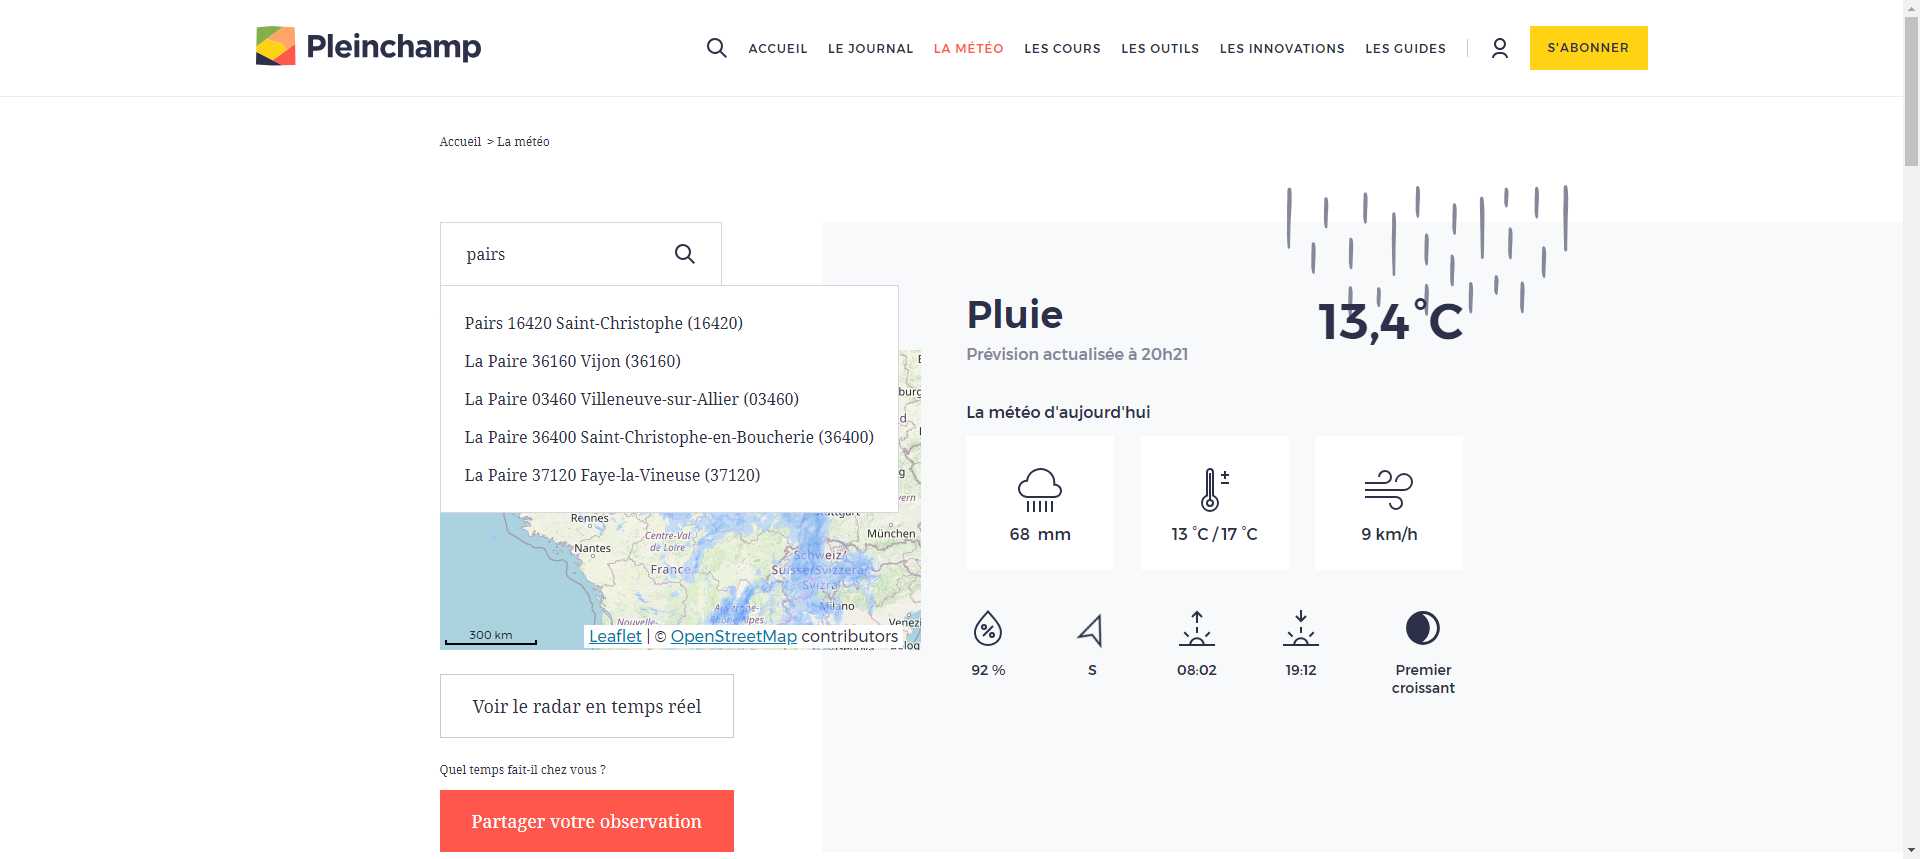 Pleinchamp
ACCUEIL
LE JOURNAL
LA MÉTÉO
LES COURS
LES OUTILS
LES INNOVATIONS
LES GUIDES
S'ABONNER
Accueil > La météo
pairs
Pairs 16420 Saint-Christophe (16420)
La Paire 36160 Vijon (36160)
La Paire 03460 Villeneuve-sur-Allier (03460)
La Paire 36400 Saint-Christophe-en-Boucherie (36400)
La Paire 37120 Faye-la-Vineuse (37120)
Rennes
Nantes
Centre-Val
de Loire
France
München
Schweiz/
Suisse/Svizzera/
Svizra
Milano
300 km
Leaflet | © OpenStreetMap contributors
Voir le radar en temps réel
Quel temps fait-il chez vous ?
Partager votre observation
Pluie
13,4 °C
Prévision actualisée à 20h21
La météo d'aujourd'hui
68 mm
13 °C / 17 °C
9 km/h
92 %
S
08:02
19:12
Premier
croissant